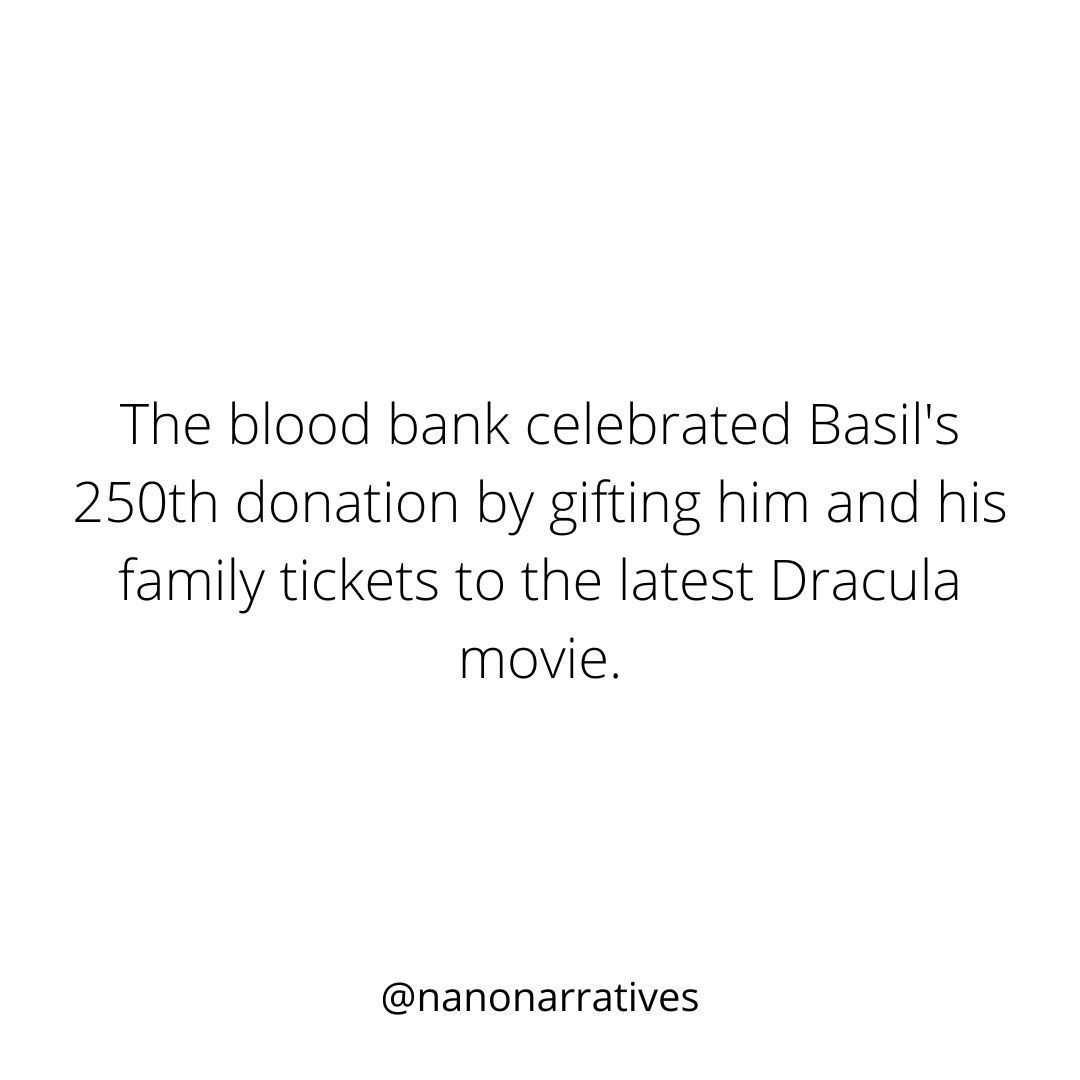 The blood bank celebrated Basil's
250th donation by gifting him and his
family tickets to the latest Dracula
movie.
@nanonarratives